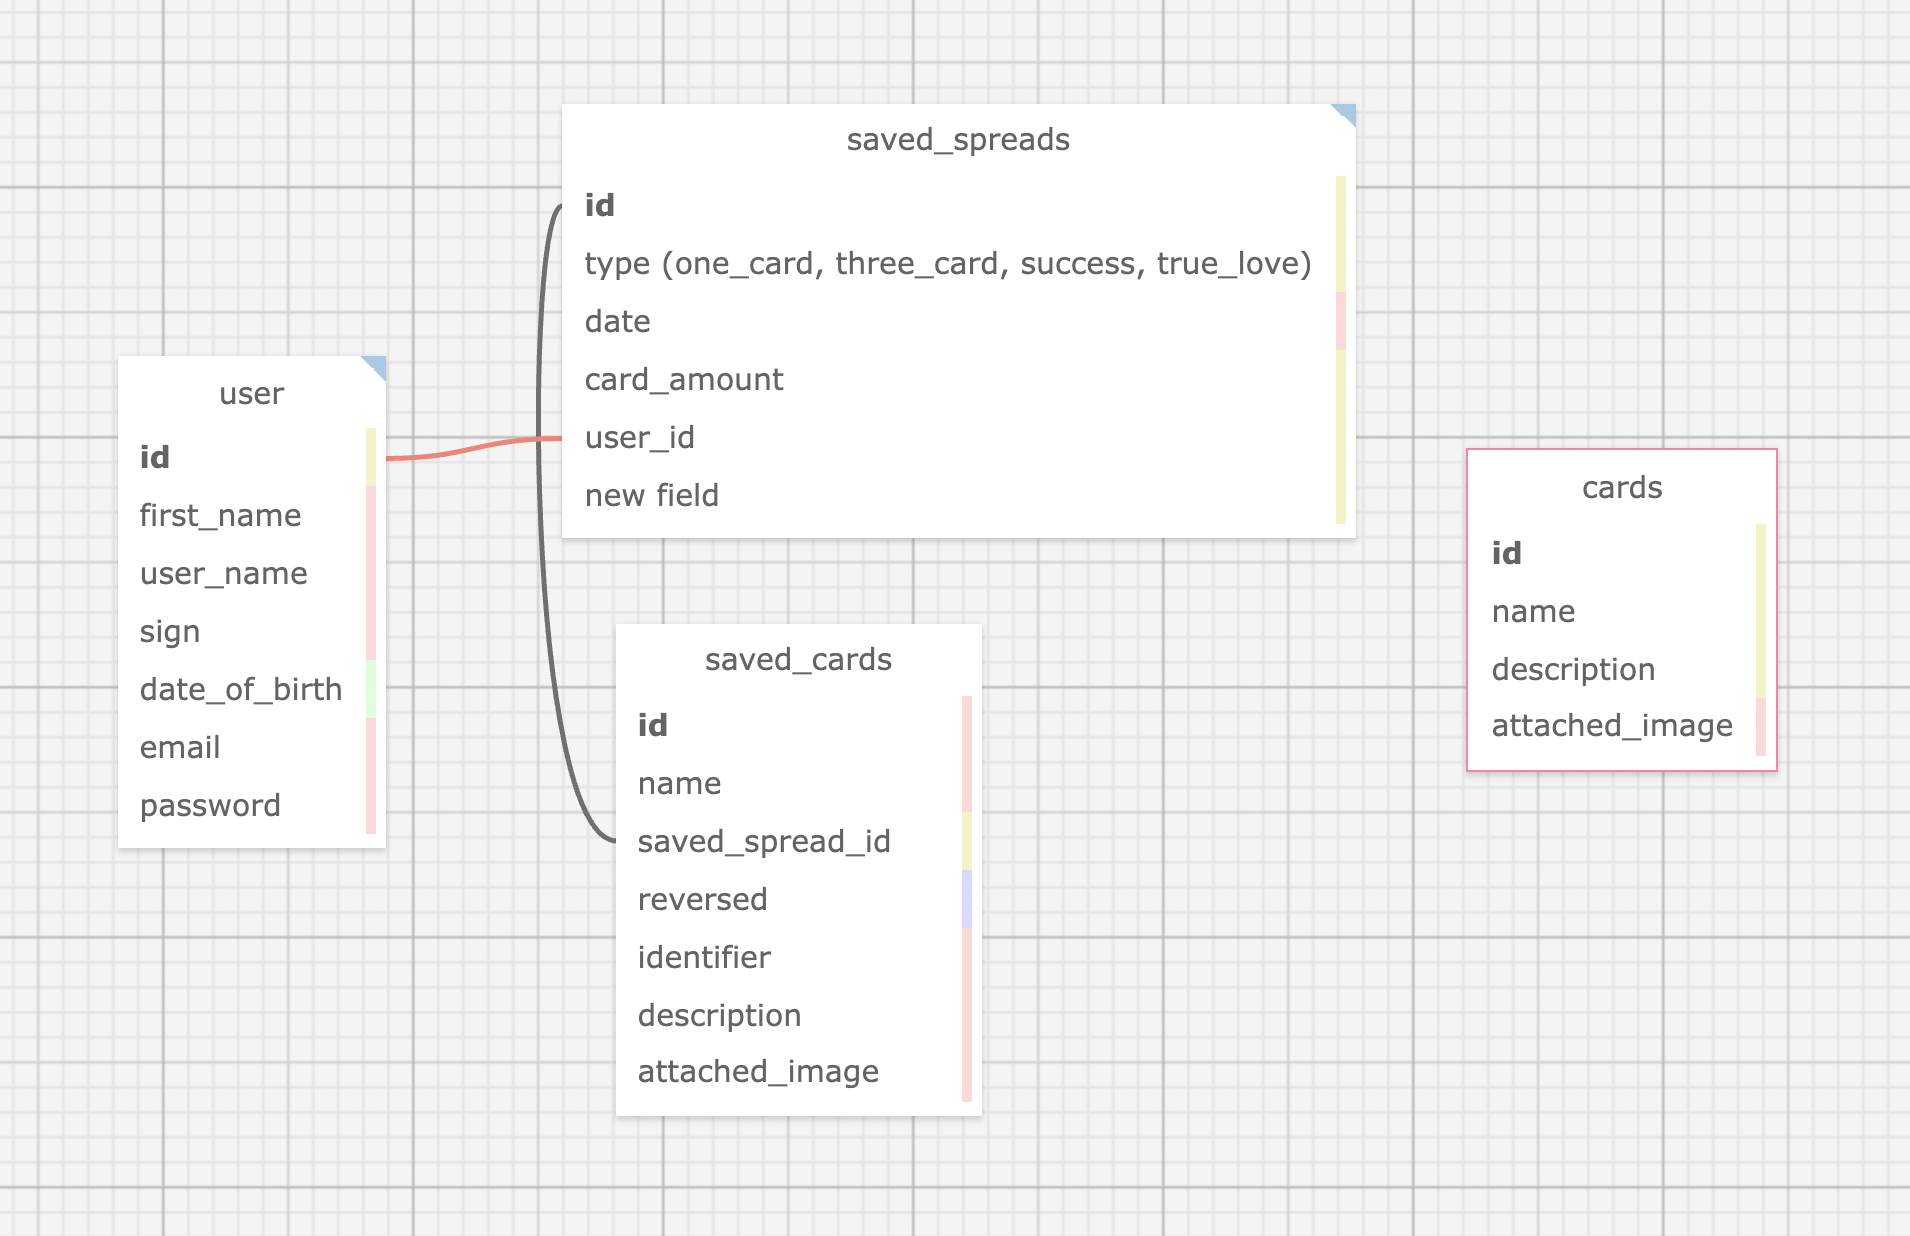 saved_spreads
id
type (one_card, three_card, success, true_love)
date
card_amount
user_id
new field
user
id
first_name
user_name
sign
date_of_birth
email
password
cards
id
name
description
attached_image
saved_cards
id
name
saved_spread_id
reversed
identifier
description
attached_image